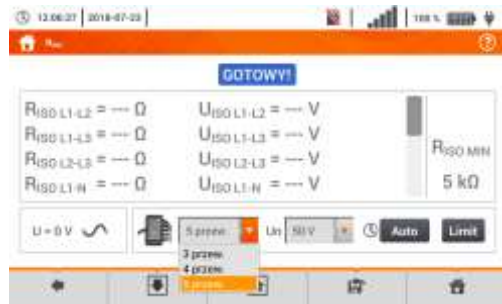 12:06:27 2018-07-23 100 %
RISO
GOTOWY!
RISO L1-L2 = --- Ω UISO L1-L2 = --- V
RISO L1-L3 = --- Ω UISO L1-L3 = --- V
RISO L2-L3 = --- Ω UISO L2-L3 = --- V
RISO L1-N = --- Ω UISO L1-N = --- V
RISO MIN
5 kΩ
U=0 V 5 przew. Un 50 V Auto Limit
3 przew.
4 przew.
5 przew.